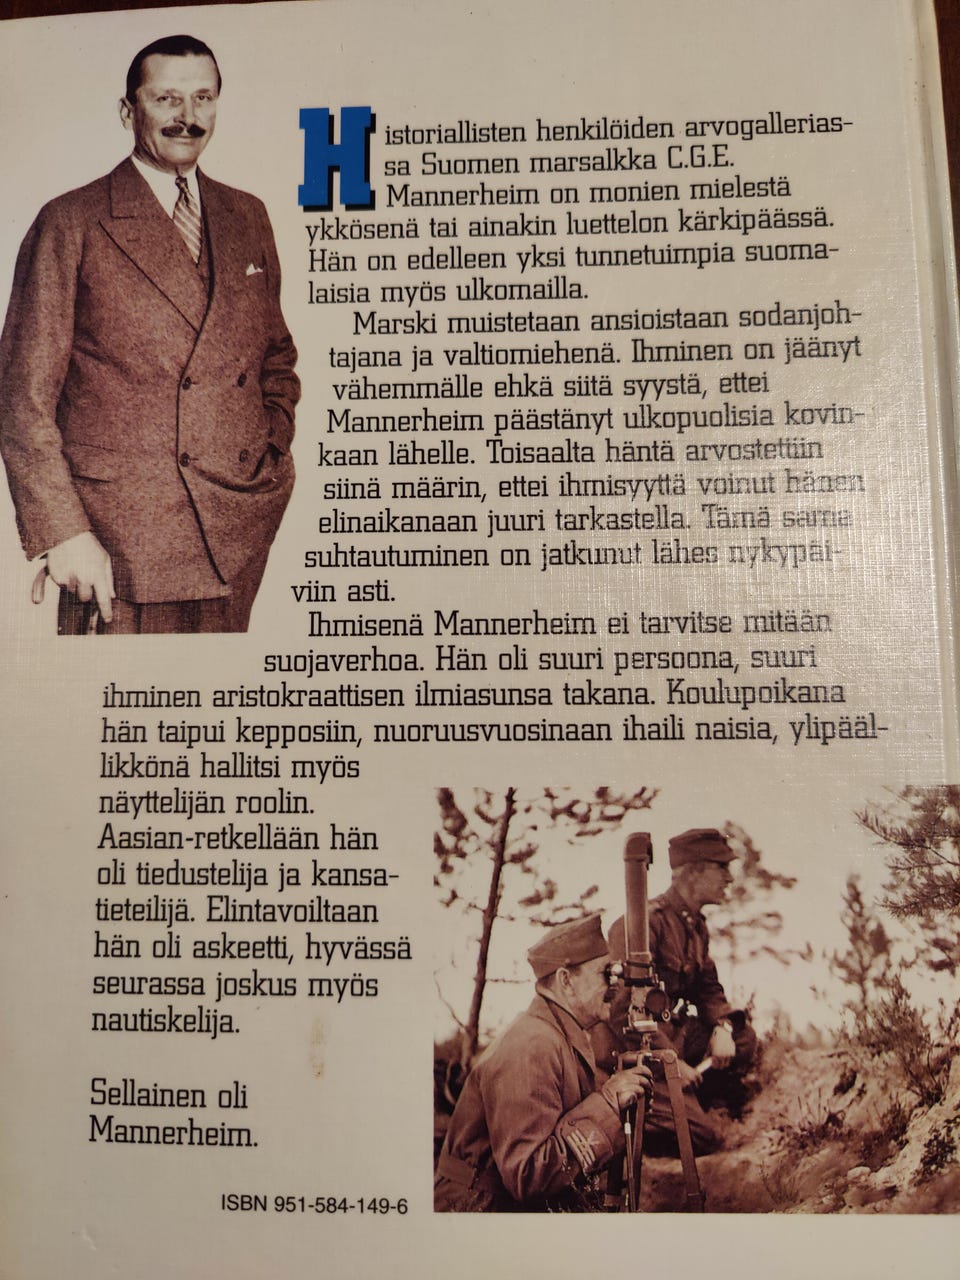 Historiallisten henkilöiden arvogallerias-
sa Suomen marsalkka C.G.E.
Mannerheim on monien mielestä
ykkösenä tai ainakin luettelon kärkipäässä.
Hän on edelleen yksi tunnetuimpia suoma-
laisia myös ulkomailla.
Marski muistetaan ansioistaan sodanjoh-
tajana ja valtiomiehenä. Ihminen on jäänyt
vähemmälle ehkä siitä syystä, ettei
Mannerheim päästänyt ulkopuolisia kovin-
kaan lähelle. Toisaalta häntä arvostettiin
siinä määrin, ettei ihmisyyttä voinut hänen
elinaikanaan juuri tarkastella. Tämä sama
suhtautuminen on jatkunut lähes nykypäi-
viin asti.
Ihmisenä Mannerheim ei tarvitse mitään
suojaverhoa. Hän oli suuri persoona, suuri
ihminen aristokraattisen ilmiasunsa takana. Koulupoikana
hän taipui kepposiin, nuoruusvuosinaan ihaili naisia, ylipääl-
likkönä hallitsi myös
näyttelijän roolin.
Aasian-retkellään hän
oli tiedustelija ja kansa-
tieteilijä. Elintavoiltaan
hän oli askeetti, hyvässä
seurassa joskus myös
nautiskelija.
Sellainen oli
Mannerheim.
ISBN 951-584-149-6